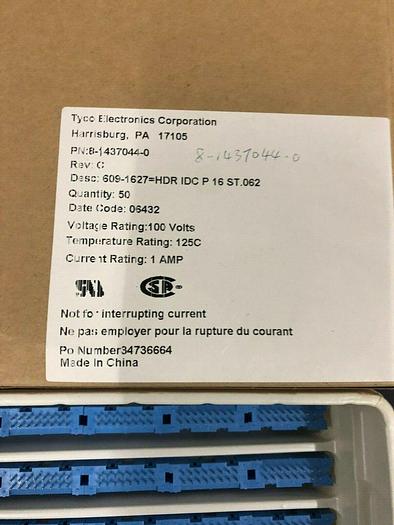 Tyco Electronics Corporation
Harrisburg, PA 17105
PN:8-1437044-0 8-1437044-0
Rev: C
Desc: 609-1627=HDR IDC P 16 ST.062
Quantity: 50
Date Code: 06432
Voltage Rating:100 Volts
Temperature Rating: 125C
Current Rating: 1 AMP
Not for interrupting current
Ne pas employer pour la rupture du courant
Po Number34736664
Made In China